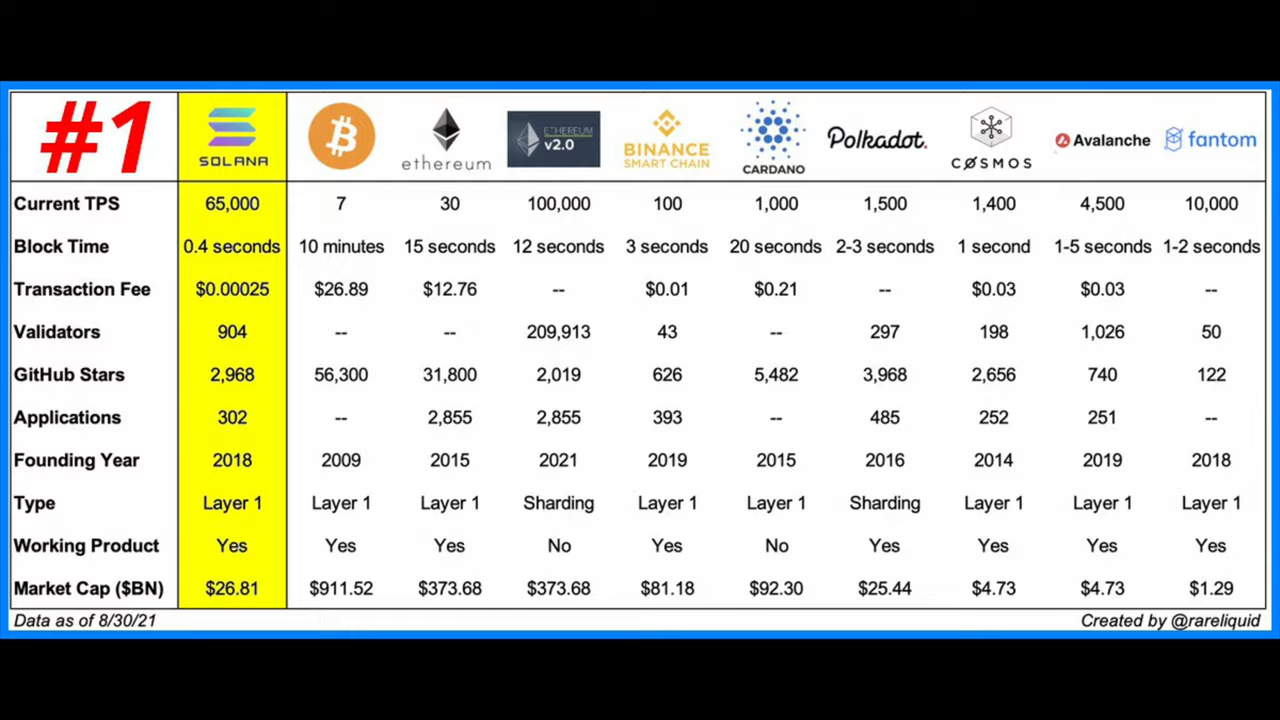 #1 SOLANA ethereum ETHEREUM v2.0 BINANCE SMART CHAIN CARDANO Polkadot. COSMOS Avalanche fantom
Current TPS 65,000 7 30 100,000 100 1,000 1,500 1,400 4,500 10,000
Block Time 0.4 seconds 10 minutes 15 seconds 12 seconds 3 seconds 20 seconds 2-3 seconds 1 second 1-5 seconds 1-2 seconds
Transaction Fee $0.00025 $26.89 $12.76 -- $0.01 $0.21 -- $0.03 $0.03 --
Validators 904 -- -- 209,913 43 -- 297 198 1,026 50
GitHub Stars 2,968 56,300 31,800 2,019 626 5,482 3,968 2,656 740 122
Applications 302 -- 2,855 2,855 393 -- 485 252 251 --
Founding Year 2018 2009 2015 2021 2019 2015 2016 2014 2019 2018
Type Layer 1 Layer 1 Layer 1 Sharding Layer 1 Layer 1 Sharding Layer 1 Layer 1 Layer 1
Working Product Yes Yes Yes No Yes No Yes Yes Yes Yes
Market Cap ($BN) $26.81 $911.52 $373.68 $373.68 $81.18 $92.30 $25.44 $4.73 $4.73 $1.29
Data as of 8/30/21 Created by @rareliquid